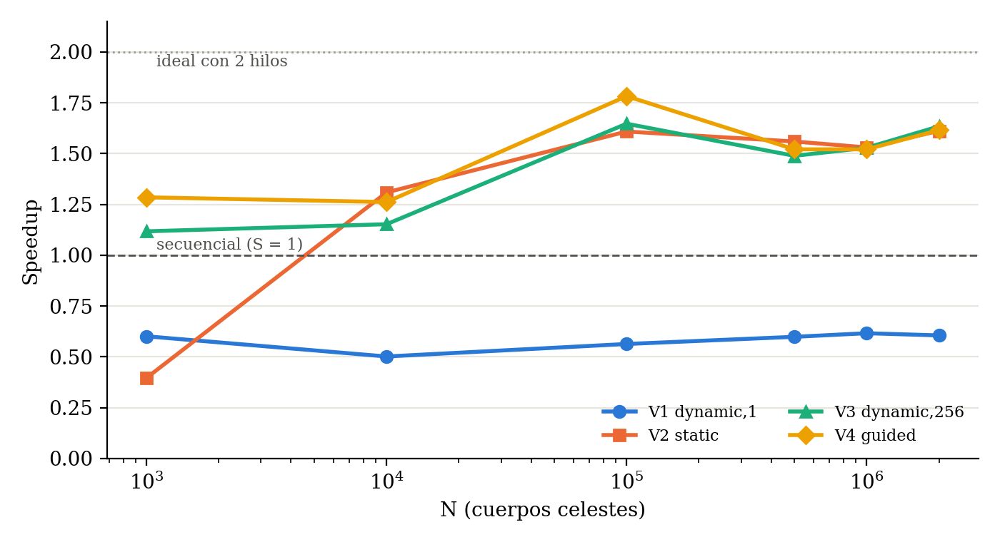 2.00
ideal con 2 hilos
1.75
1.50
1.25
secuencial (S = 1)
1.00
0.75
0.50
0.25
0.00
Speedup
V1 dynamic,1
V2 static
V3 dynamic,256
V4 guided
10³
10⁴
10⁵
10⁶
N (cuerpos celestes)